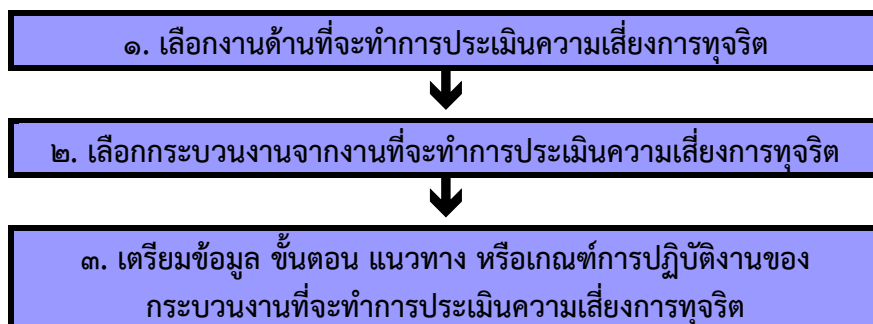 ๑. เลือกงานด้านที่จะทำการประเมินความเสี่ยงการทุจริต
๒. เลือกกระบวนงานจากงานที่จะทำการประเมินความเสี่ยงการทุจริต
๓. เตรียมข้อมูล ขั้นตอน แนวทาง หรือเกณฑ์การปฏิบัติงานของ
กระบวนงานที่จะทำการประเมินความเสี่ยงการทุจริต